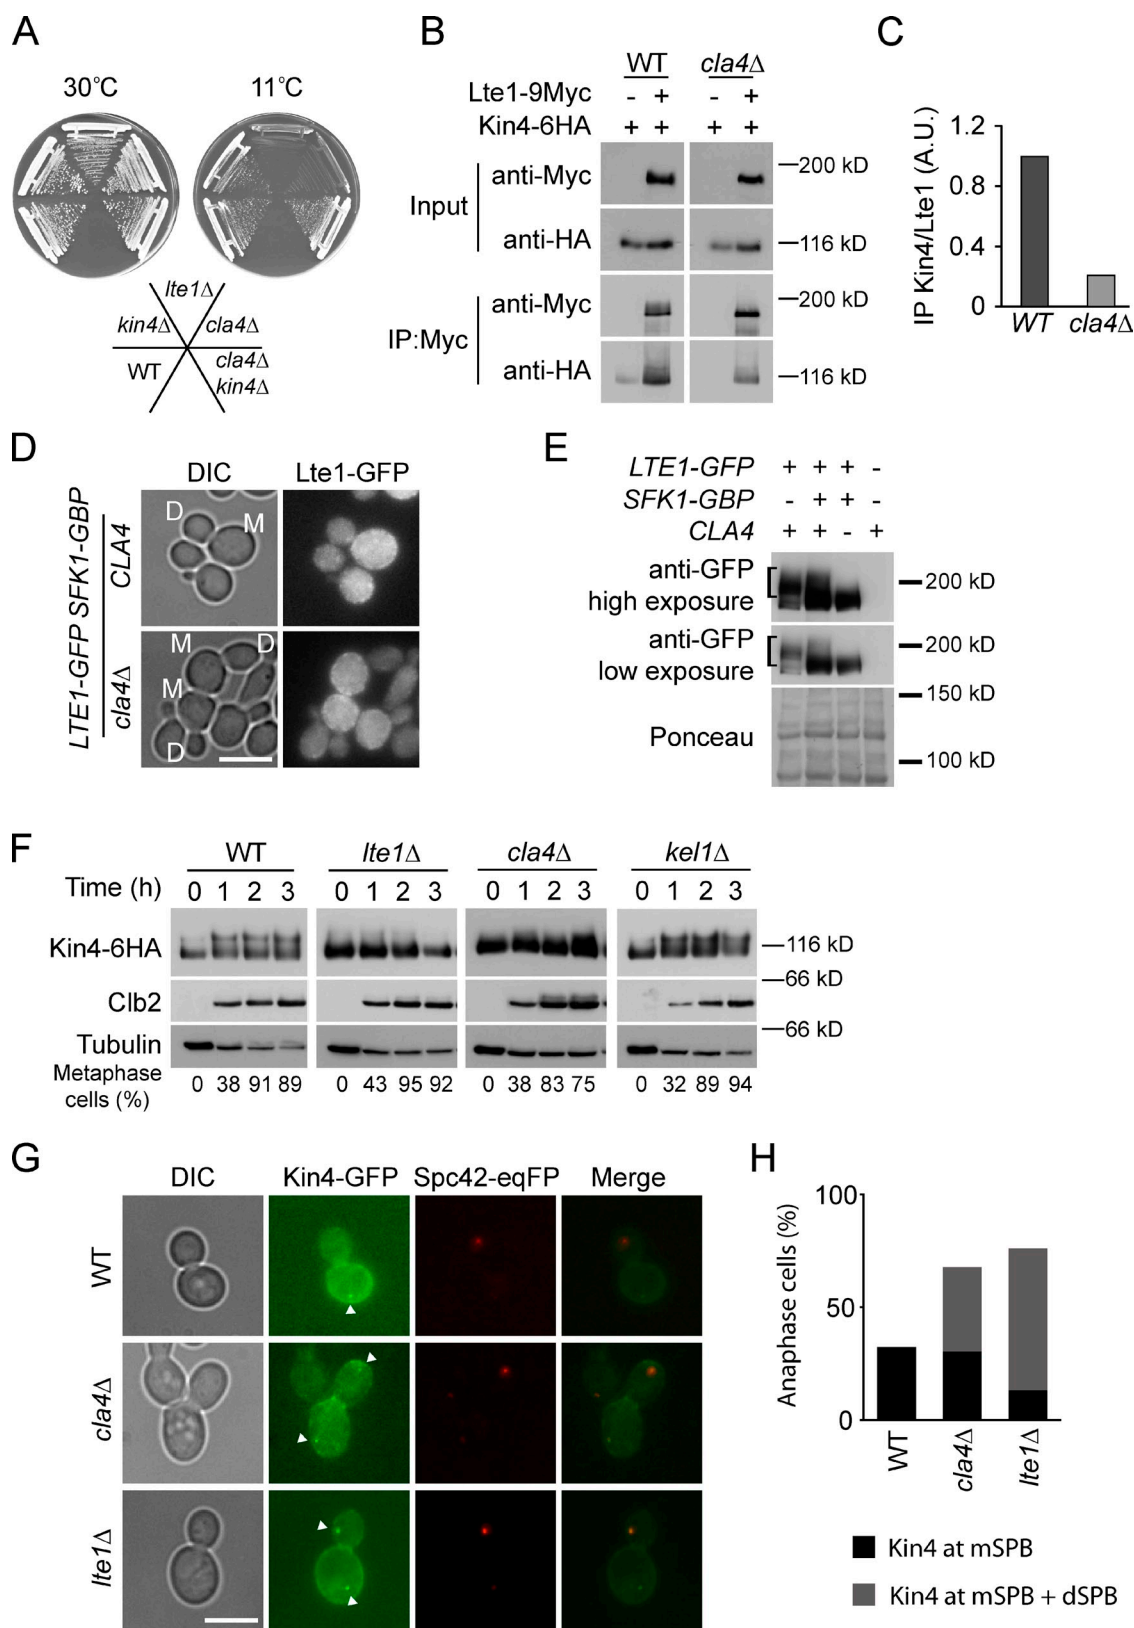 A
30°C
11°C
lte1Δ
kin4Δ
cla4Δ
WT
cla4Δ
kin4Δ
B
WT
cla4Δ
Lte1-9Myc
- + - +
Kin4-6HA
+ + + +
Input
anti-Myc
200 kD
anti-HA
116 kD
IP:Myc
anti-Myc
200 kD
anti-HA
116 kD
C
IP Kin4/Lte1 (A.U.)
1.2
0.8
0.4
0
WT
cla4Δ
D
DIC
Lte1-GFP
LTE1-GFP SFK1-GBP
CLA4
D
M
cla4Δ
M
D
M
D
E
LTE1-GFP + + + -
SFK1-GBP - + + -
CLA4 + + - +
anti-GFP
high exposure
200 kD
anti-GFP
low exposure
200 kD
150 kD
Ponceau
100 kD
F
WT
lte1Δ
cla4Δ
kel1Δ
Time (h) 0 1 2 3 0 1 2 3 0 1 2 3 0 1 2 3
Kin4-6HA
116 kD
66 kD
Clb2
66 kD
Tubulin
Metaphase
cells (%)
0 38 91 89 0 43 95 92 0 38 83 75 0 32 89 94
G
DIC
Kin4-GFP
Spc42-eqFP
Merge
WT
cla4Δ
lte1Δ
H
Anaphase cells (%)
100
50
0
WT
cla4Δ
lte1Δ
Kin4 at mSPB
Kin4 at mSPB + dSPB